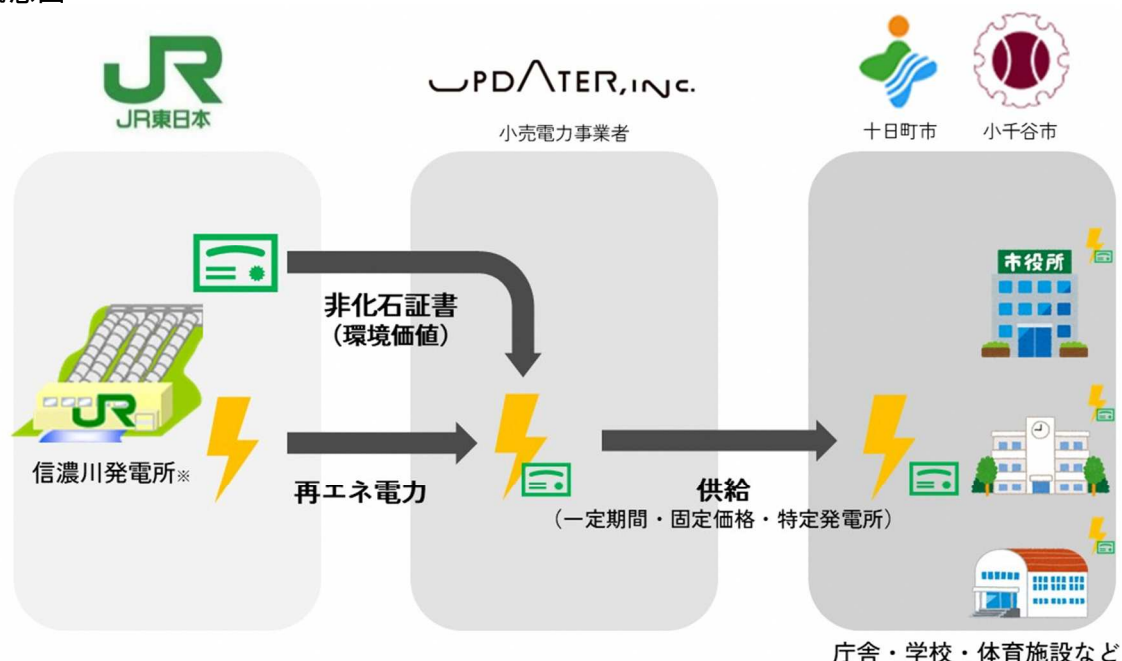 JR
JR東日本
UPDATER, INC.
小売電力事業者
十日町市
小千谷市
非化石証書
（環境価値）
市役所
JR
信濃川発電所※
再エネ電力
供給
（一定期間・固定価格・特定発電所）
庁舎・学校・体育施設など